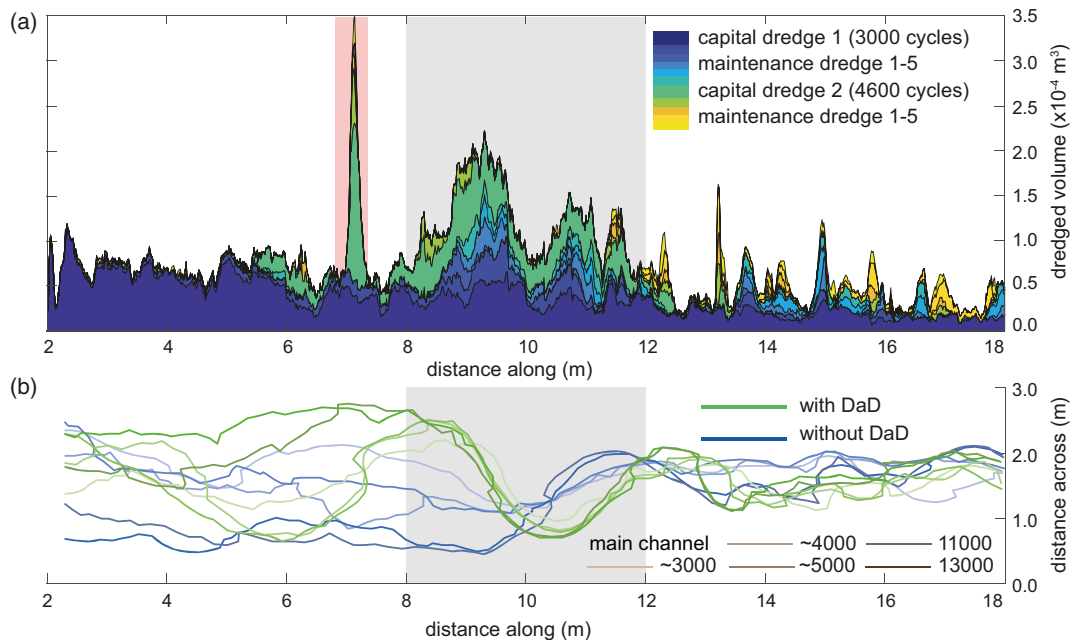 (a)
3.5
3.0
2.5
2.0
1.5
1.0
0.5
0.0
dredged volume (x10⁻⁴ m³)
capital dredge 1 (3000 cycles)
maintenance dredge 1-5
capital dredge 2 (4600 cycles)
maintenance dredge 1-5
2 4 6 8 10 12 14 16 18
distance along (m)
(b)
3.0
2.0
1.0
0.0
distance across (m)
with DaD
without DaD
main channel ~4000 11000
~3000 ~5000 13000
2 4 6 8 10 12 14 16 18
distance along (m)